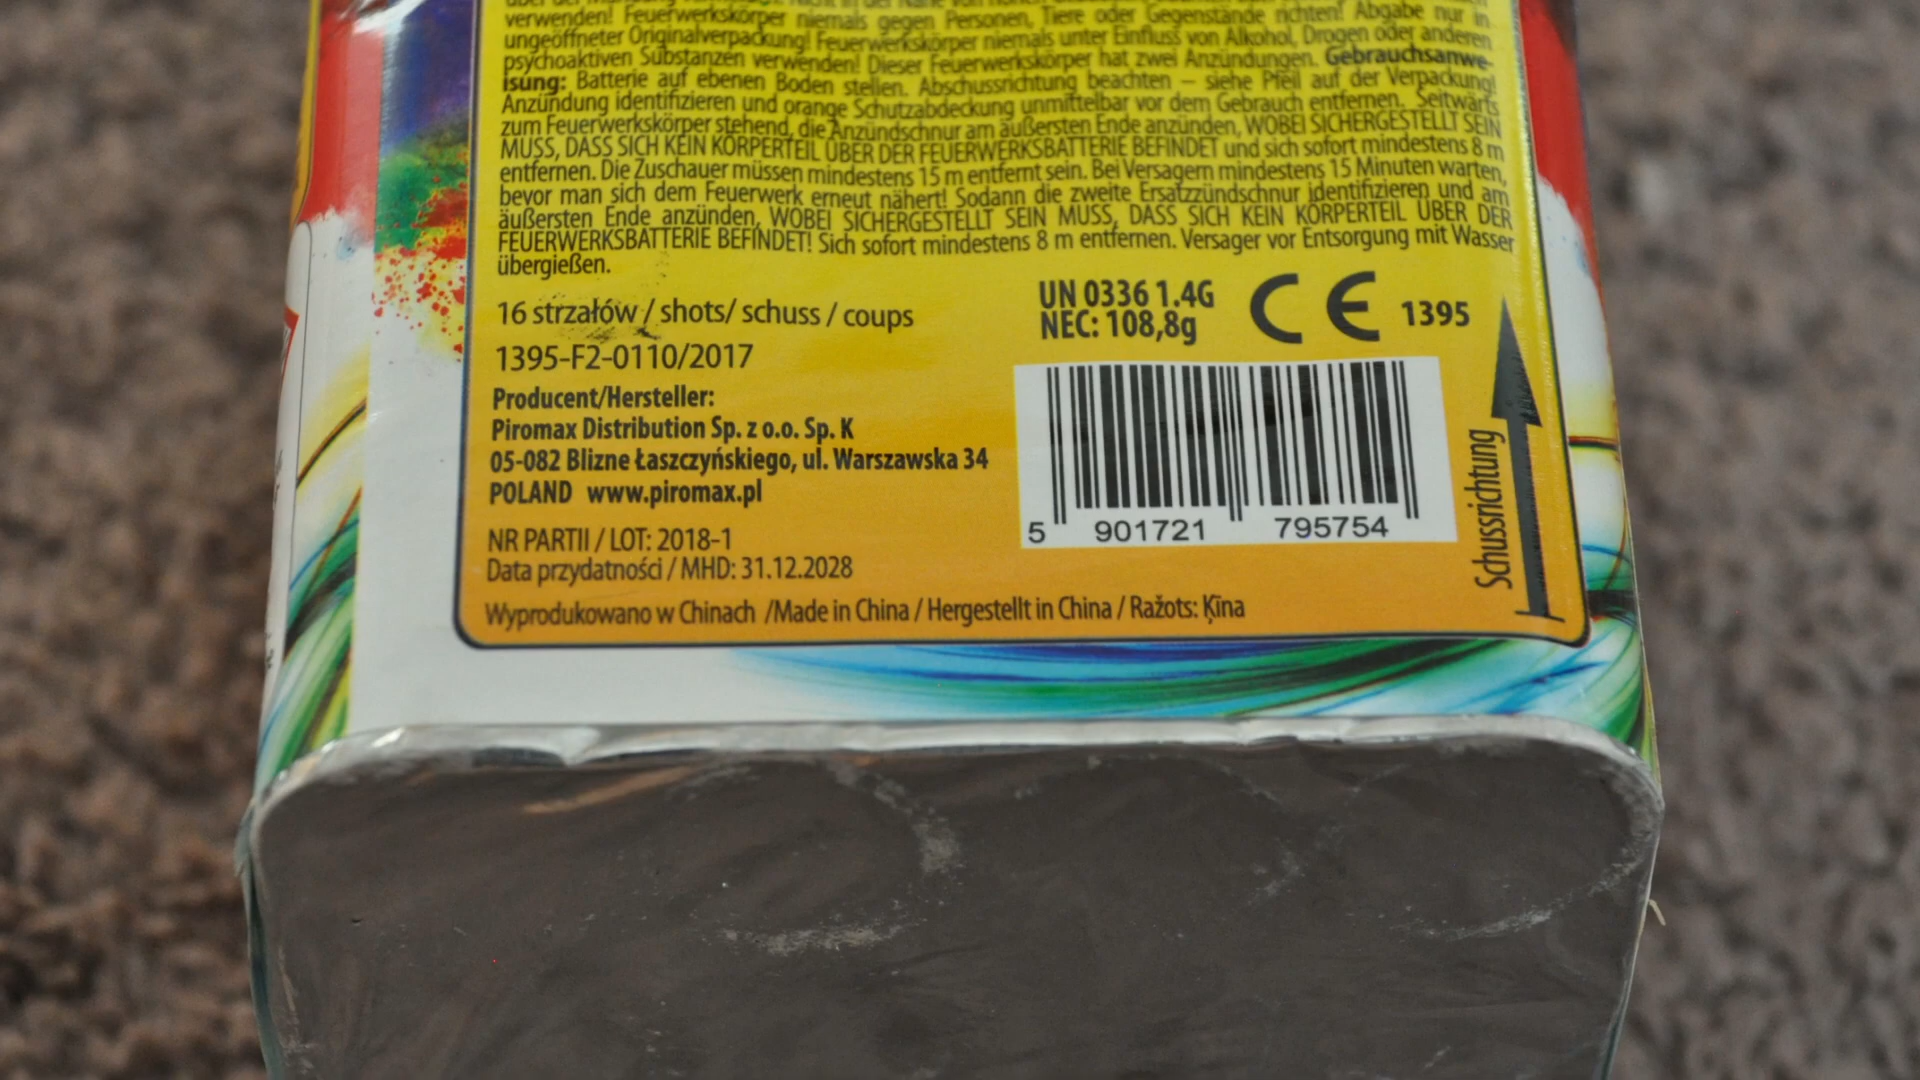 verwenden! Feuerwerkskörper niemals gegen Personen, Tiere oder Gegenstände richten! Abgabe nur in
ungeöffneter Originalverpackung! Feuerwerkskörper niemals unter Einfluss von Alkohol, Drogen oder anderen
psychoaktiven Substanzen verwenden! Dieser Feuerwerkskörper hat zwei Anzündungen. Gebrauchsanwe-
isung: Batterie auf ebenen Boden stellen. Abschussrichtung beachten – siehe Pfeil auf der Verpackung!
Anzündung identifizieren und orange Schutzabdeckung unmittelbar vor dem Gebrauch entfernen. Seitwärts
zum Feuerwerkskörper stehend, die Anzündschnur am äußersten Ende anzünden, WOBEI SICHERGESTELLT SEIN
MUSS, DASS SICH KEIN KÖRPERTEIL ÜBER DER FEUERWERKSBATTERIE BEFINDET und sich sofort mindestens 8 m
entfernen. Die Zuschauer müssen mindestens 15 m entfernt sein. Bei Versagern mindestens 15 Minuten warten,
bevor man sich dem Feuerwerk erneut nähert! Sodann die zweite Ersatzzündschnur identifizieren und am
äußersten Ende anzünden, WOBEI SICHERGESTELLT SEIN MUSS, DASS SICH KEIN KÖRPERTEIL ÜBER DER
FEUERWERKSBATTERIE BEFINDET! Sich sofort mindestens 8 m entfernen. Versager vor Entsorgung mit Wasser
übergießen.
16 strzałów / shots/ schuss / coups
1395-F2-0110/2017
UN 0336 1.4G
NEC: 108,8g
CE 1395
Producent/Hersteller:
Piromax Distribution Sp. z o.o. Sp. K
05-082 Blizne Łaszczyńskiego, ul. Warszawska 34
POLAND www.piromax.pl
5 901721 795754
Schussrichtung
NR PARTII / LOT: 2018-1
Data przydatności / MHD: 31.12.2028
Wyprodukowano w Chinach /Made in China / Hergestellt in China / Ražots: Ķīna